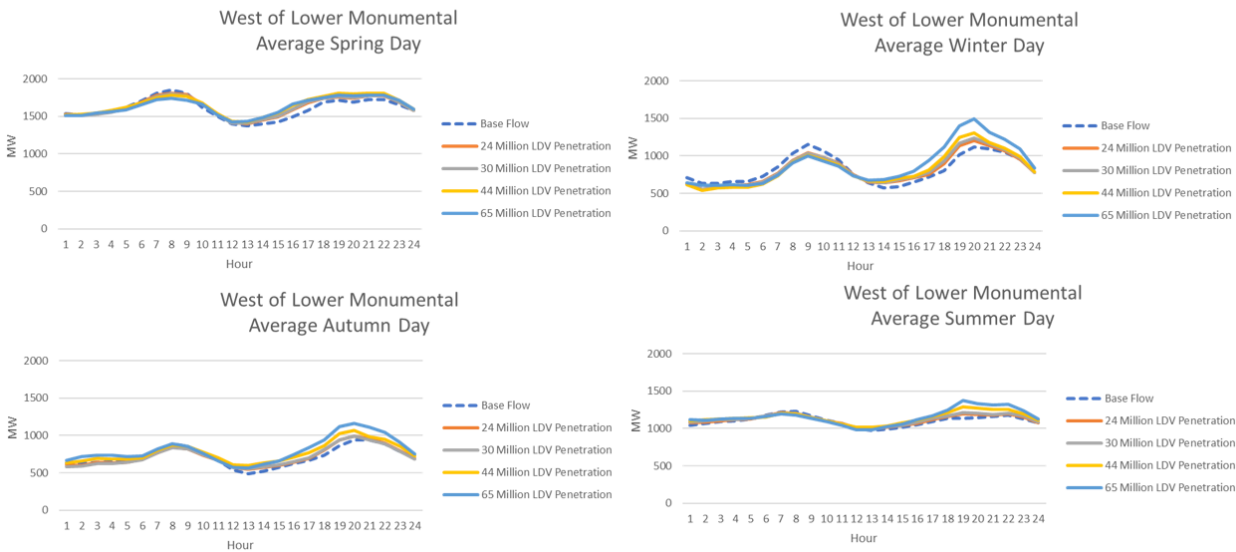 West of Lower Monumental
Average Spring Day
2000
1500
1000
500
0
MW
1 2 3 4 5 6 7 8 9 10 11 12 13 14 15 16 17 18 19 20 21 22 23 24
Hour
Base Flow
24 Million LDV Penetration
30 Million LDV Penetration
44 Million LDV Penetration
65 Million LDV Penetration
West of Lower Monumental
Average Winter Day
2000
1500
1000
500
0
MW
1 2 3 4 5 6 7 8 9 10 11 12 13 14 15 16 17 18 19 20 21 22 23 24
Hour
Base Flow
24 Million LDV Penetration
30 Million LDV Penetration
44 Million LDV Penetration
65 Million LDV Penetration
West of Lower Monumental
Average Autumn Day
2000
1500
1000
500
0
MW
1 2 3 4 5 6 7 8 9 10 11 12 13 14 15 16 17 18 19 20 21 22 23 24
Hour
Base Flow
24 Million LDV Penetration
30 Million LDV Penetration
44 Million LDV Penetration
65 Million LDV Penetration
West of Lower Monumental
Average Summer Day
2000
1500
1000
500
0
MW
1 2 3 4 5 6 7 8 9 10 11 12 13 14 15 16 17 18 19 20 21 22 23 24
Hour
Base Flow
24 Million LDV Penetration
30 Million LDV Penetration
44 Million LDV Penetration
65 Million LDV Penetration